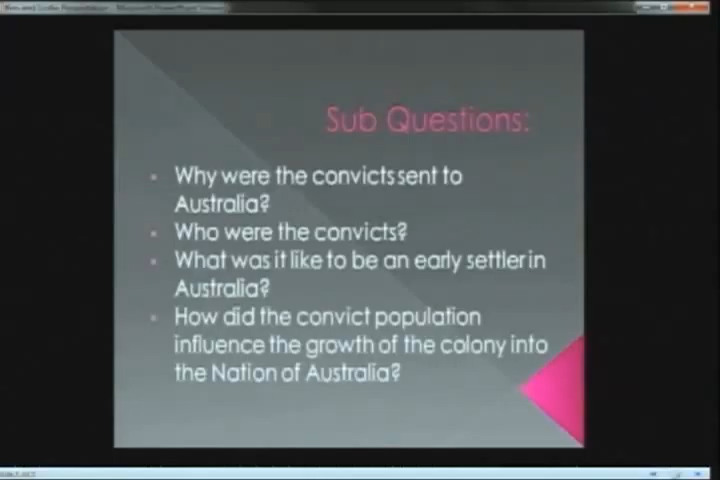 Sub Questions:
Why were the convicts sent to
Australia?
Who were the convicts?
What was it like to be an early settler in
Australia?
How did the convict population
influence the growth of the colony into
the Nation of Australia?